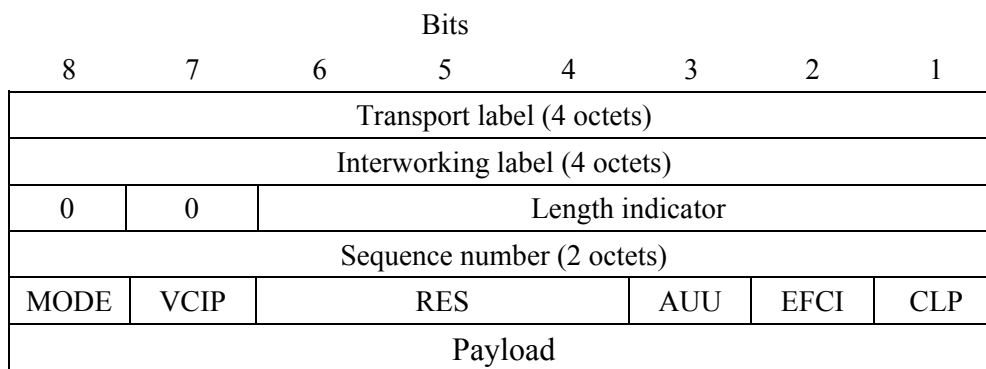 Bits
8 7 6 5 4 3 2 1
Transport label (4 octets)
Interworking label (4 octets)
0 0 Length indicator
Sequence number (2 octets)
MODE VCIP RES AUU EFCI CLP
Payload